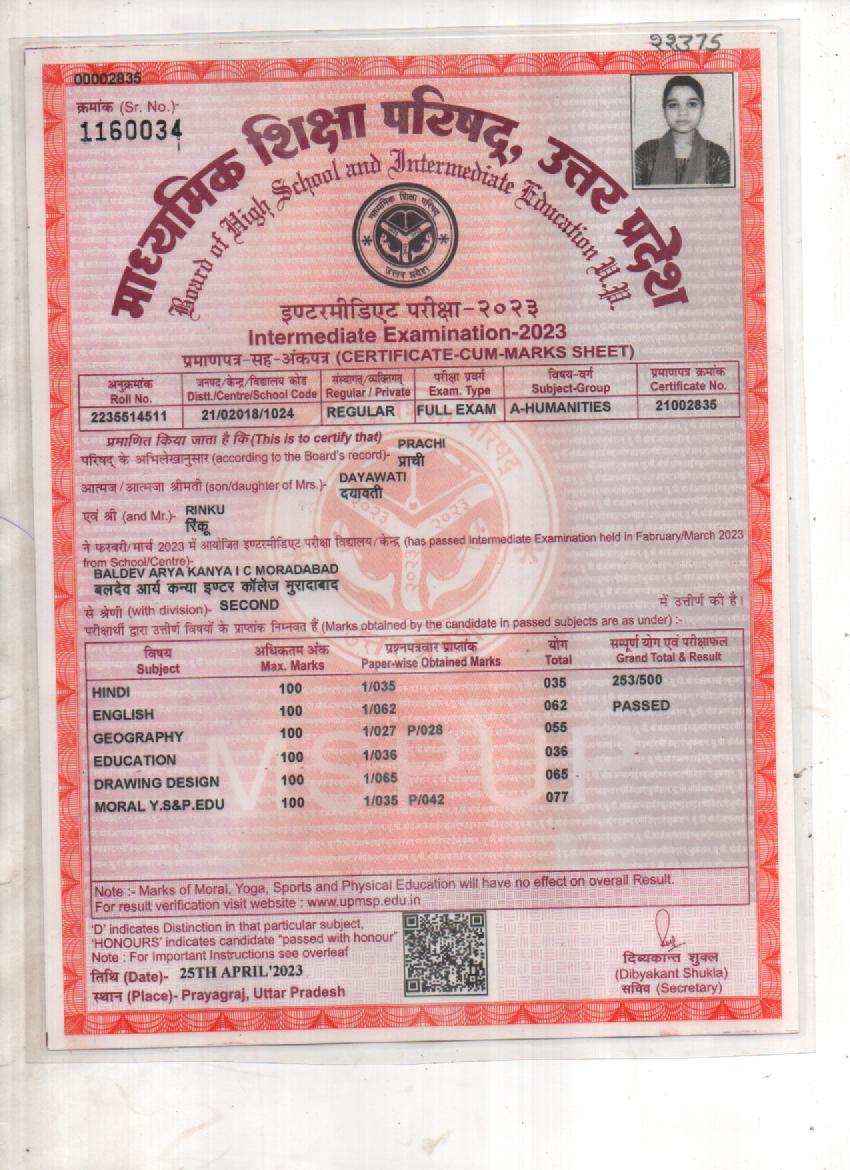 22375
00002835
क्रमांक (Sr. No.)-
1160034
माध्यमिक शिक्षा परिषद्, उत्तर प्रदेश
Board of High School and Intermediate Education U.P.
माध्यमिक शिक्षा परिषद्
उत्तर प्रदेश
इण्टरमीडिएट परीक्षा-२०२३
Intermediate Examination-2023
प्रमाणपत्र-सह-अंकपत्र (CERTIFICATE-CUM-MARKS SHEET)
अनुक्रमांक जनपद/केन्द्र/विद्यालय कोड संस्थागत/व्यक्तिगत परीक्षा प्रवर्ग विषय-वर्ग प्रमाणपत्र क्रमांक
Roll No. Distt./Centre/School Code Regular / Private Exam. Type Subject-Group Certificate No.
2235514511 21/02018/1024 REGULAR FULL EXAM A-HUMANITIES 21002835
प्रमाणित किया जाता है कि (This is to certify that) PRACHI
परिषद् के अभिलेखानुसार (according to the Board's record)- प्राची
आत्मज/आत्मजा श्रीमती (son/daughter of Mrs.)- DAYAWATI
दयावती
एवं श्री (and Mr.)- RINKU
रिंकू
ने फरवरी/मार्च 2023 में आयोजित इण्टरमीडिएट परीक्षा विद्यालय/केन्द्र (has passed Intermediate Examination held in Fabruary/March 2023
from School/Centre)-
BALDEV ARYA KANYA I C MORADABAD
बलदेव आर्य कन्या इण्टर कॉलेज मुरादाबाद
से श्रेणी (with division)- SECOND में उत्तीर्ण की है।
परीक्षार्थी द्वारा उत्तीर्ण विषयों के प्राप्तांक निम्नवत हैं (Marks obtained by the candidate in passed subjects are as under) :-
विषय अधिकतम अंक प्रश्नपत्रवार प्राप्तांक योग सम्पूर्ण योग एवं परीक्षाफल
Subject Max. Marks Paper-wise Obtained Marks Total Grand Total & Result
HINDI 100 1/035 035 253/500
ENGLISH 100 1/062 062 PASSED
GEOGRAPHY 100 1/027 P/028 055
EDUCATION 100 1/036 036
DRAWING DESIGN 100 1/065 065
MORAL Y.S&P.EDU 100 1/035 P/042 077
MSPUP
Note :- Marks of Moral, Yoga, Sports and Physical Education will have no effect on overall Result.
For result verification visit website : www.upmsp.edu.in
'D' indicates Distinction in that particular subject,
'HONOURS' indicates candidate "passed with honour"
Note : For Important Instructions see overleaf
तिथि (Date)- 25TH APRIL'2023
स्थान (Place)- Prayagraj, Uttar Pradesh
दिब्यकान्त शुक्ल
(Dibyakant Shukla)
सचिव (Secretary)